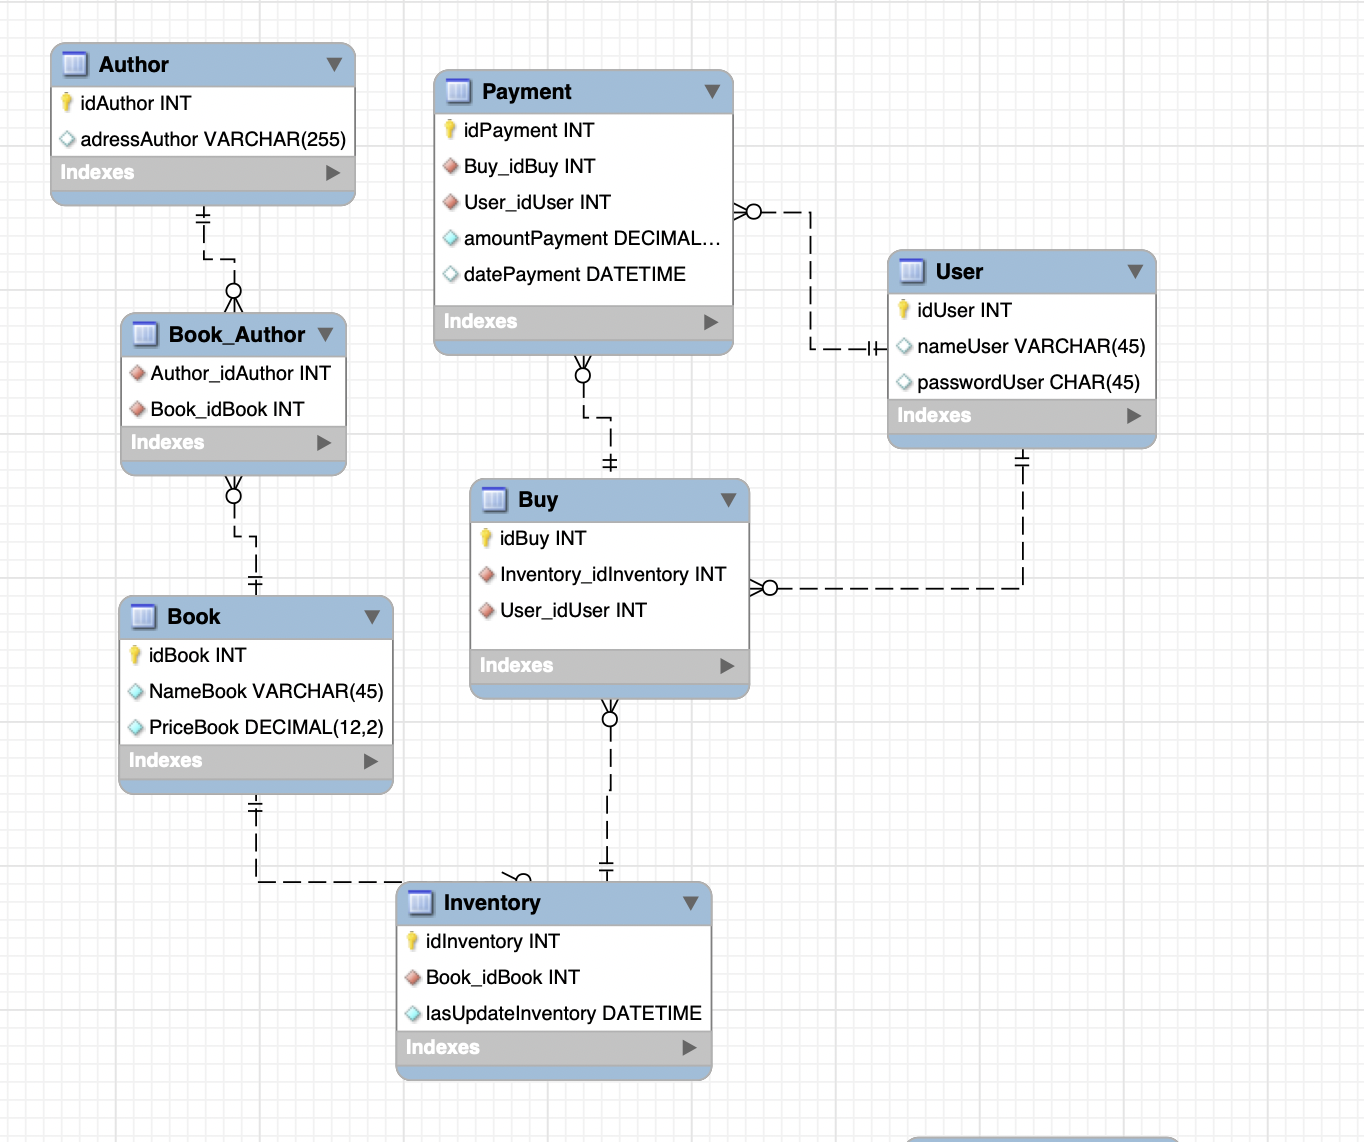 Author
idAuthor INT
adressAuthor VARCHAR(255)
Indexes
Payment
idPayment INT
Buy_idBuy INT
User_idUser INT
amountPayment DECIMAL...
datePayment DATETIME
Indexes
User
idUser INT
nameUser VARCHAR(45)
passwordUser CHAR(45)
Indexes
Book_Author
Author_idAuthor INT
Book_idBook INT
Indexes
Buy
idBuy INT
Inventory_idInventory INT
User_idUser INT
Indexes
Book
idBook INT
NameBook VARCHAR(45)
PriceBook DECIMAL(12,2)
Indexes
Inventory
idInventory INT
Book_idBook INT
lasUpdateInventory DATETIME
Indexes